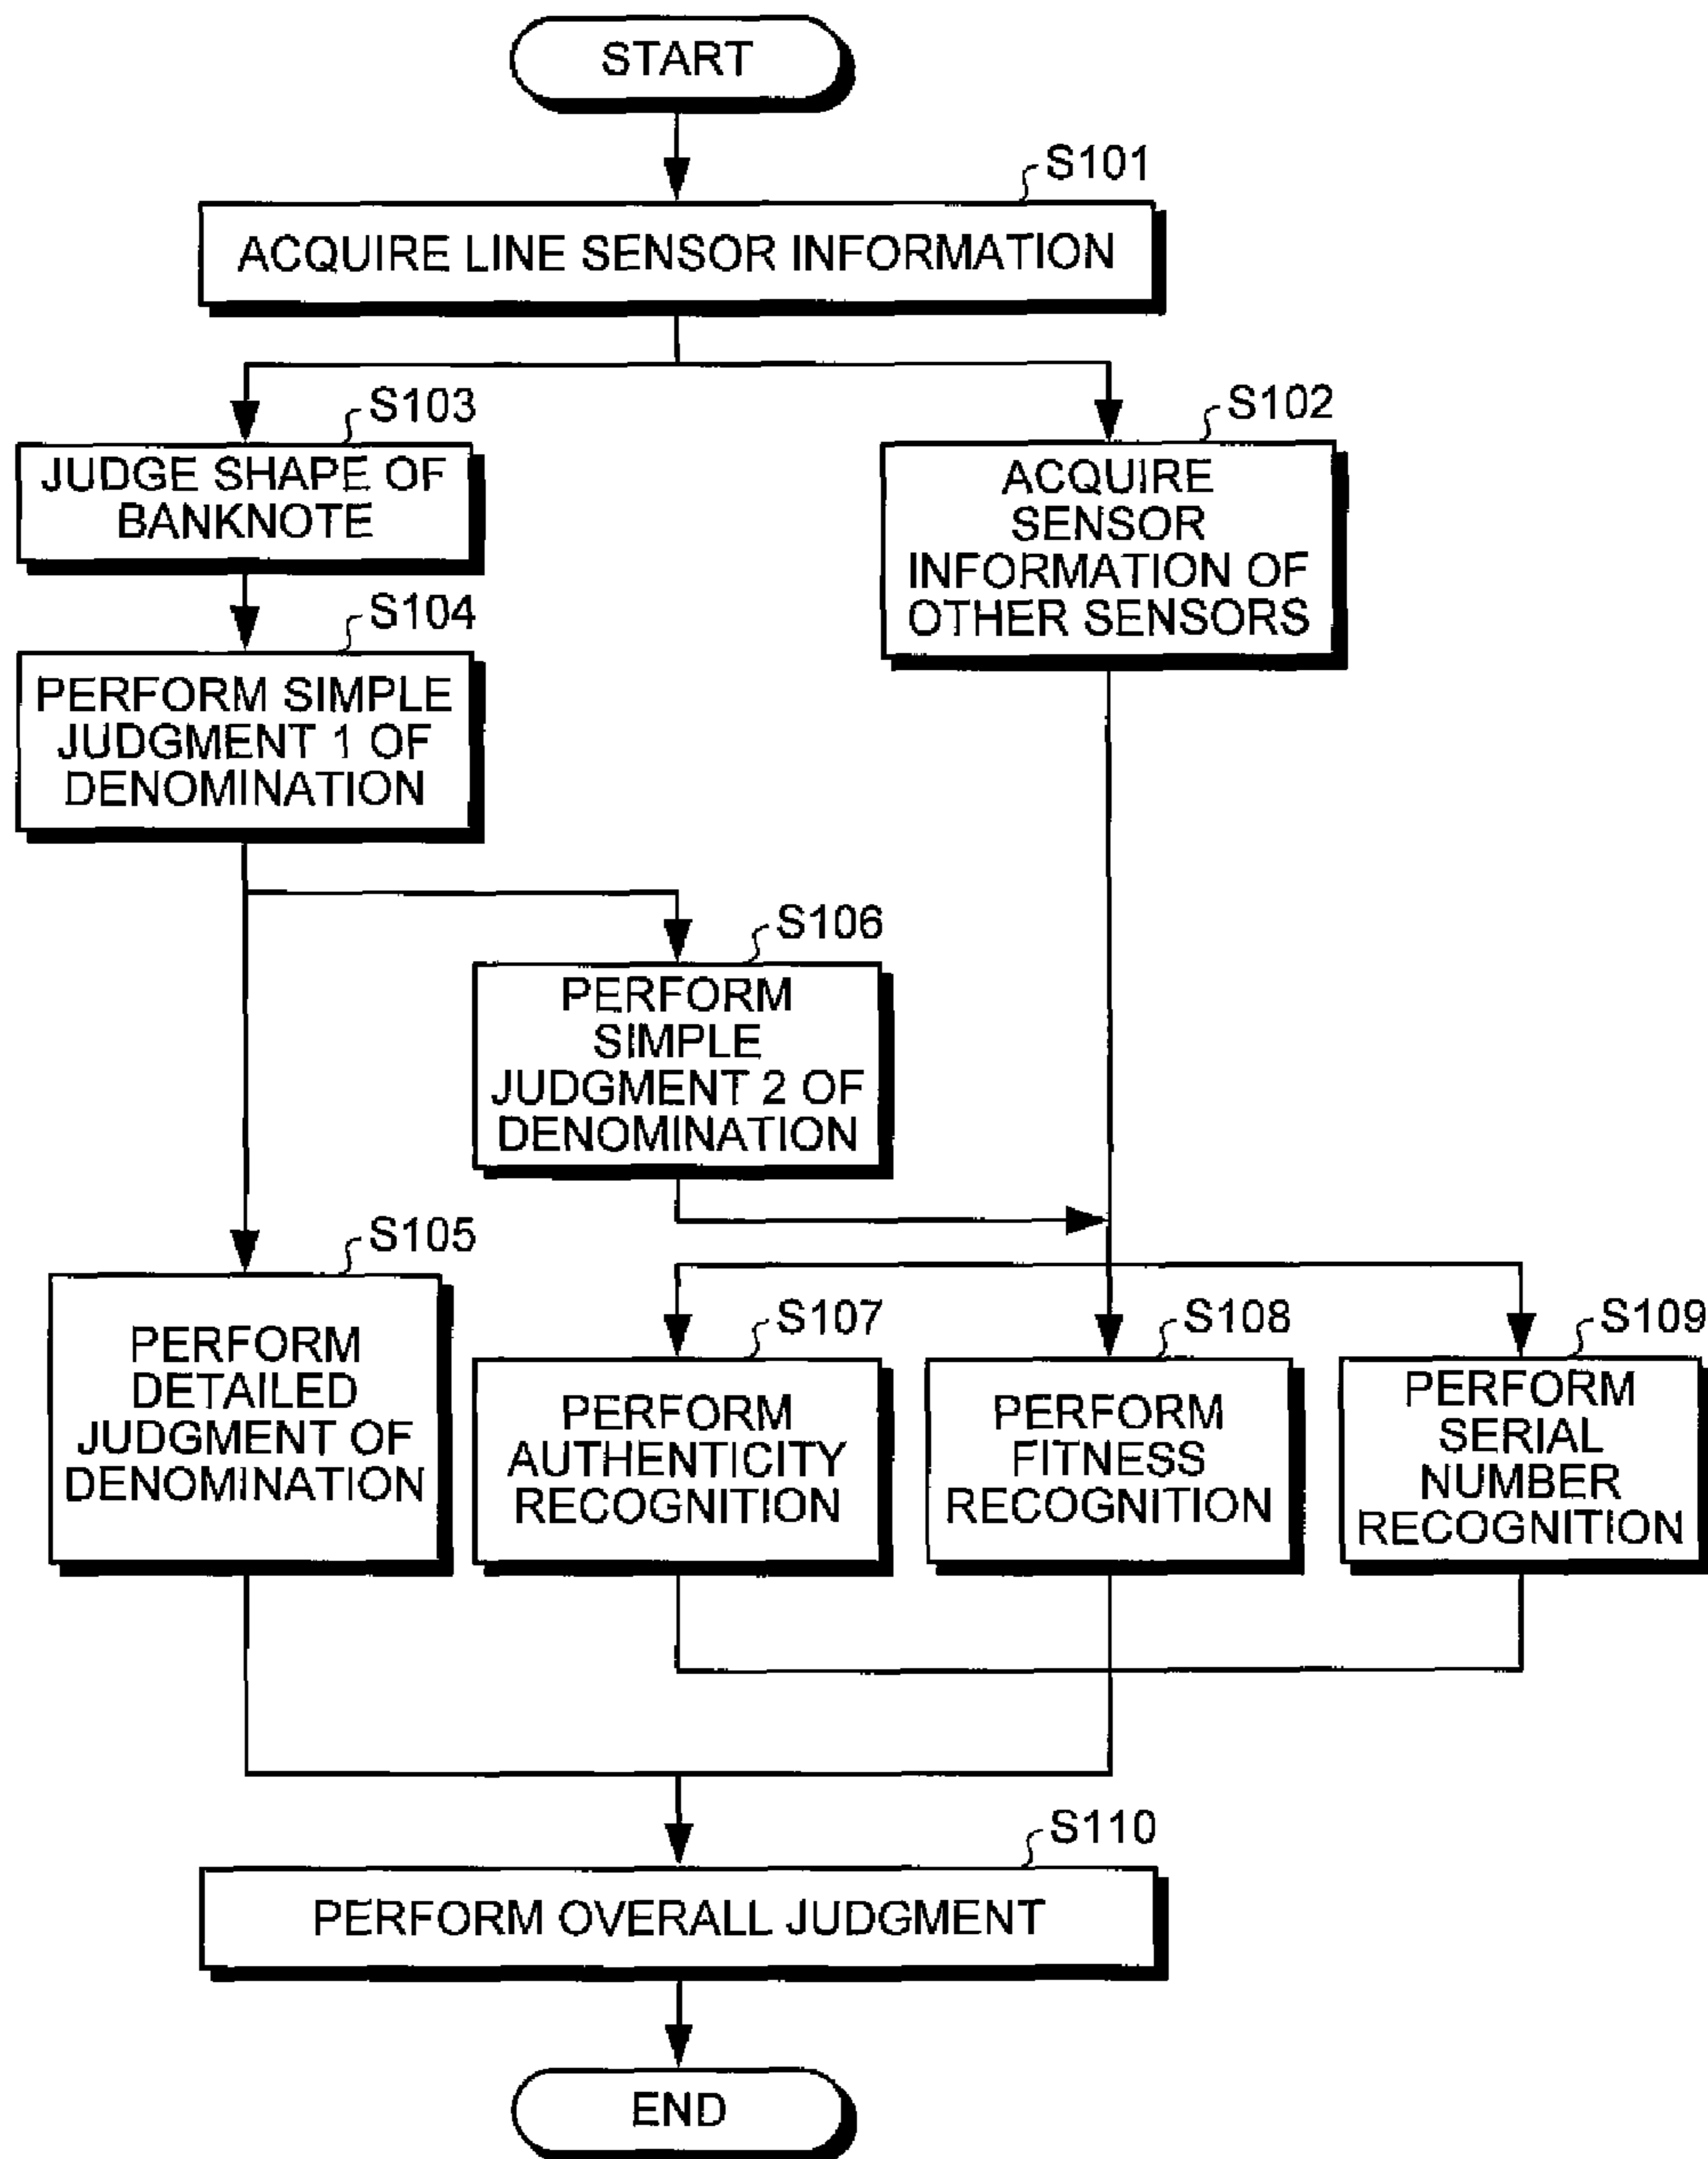 START
S101
ACQUIRE LINE SENSOR INFORMATION
S103
JUDGE SHAPE OF
BANKNOTE
S102
ACQUIRE
SENSOR
INFORMATION OF
OTHER SENSORS
S104
PERFORM SIMPLE
JUDGMENT 1 OF
DENOMINATION
S106
PERFORM
SIMPLE
JUDGMENT 2 OF
DENOMINATION
S105
PERFORM
DETAILED
JUDGMENT OF
DENOMINATION
S107
PERFORM
AUTHENTICITY
RECOGNITION
S108
PERFORM
FITNESS
RECOGNITION
S109
PERFORM
SERIAL
NUMBER
RECOGNITION
S110
PERFORM OVERALL JUDGMENT
END